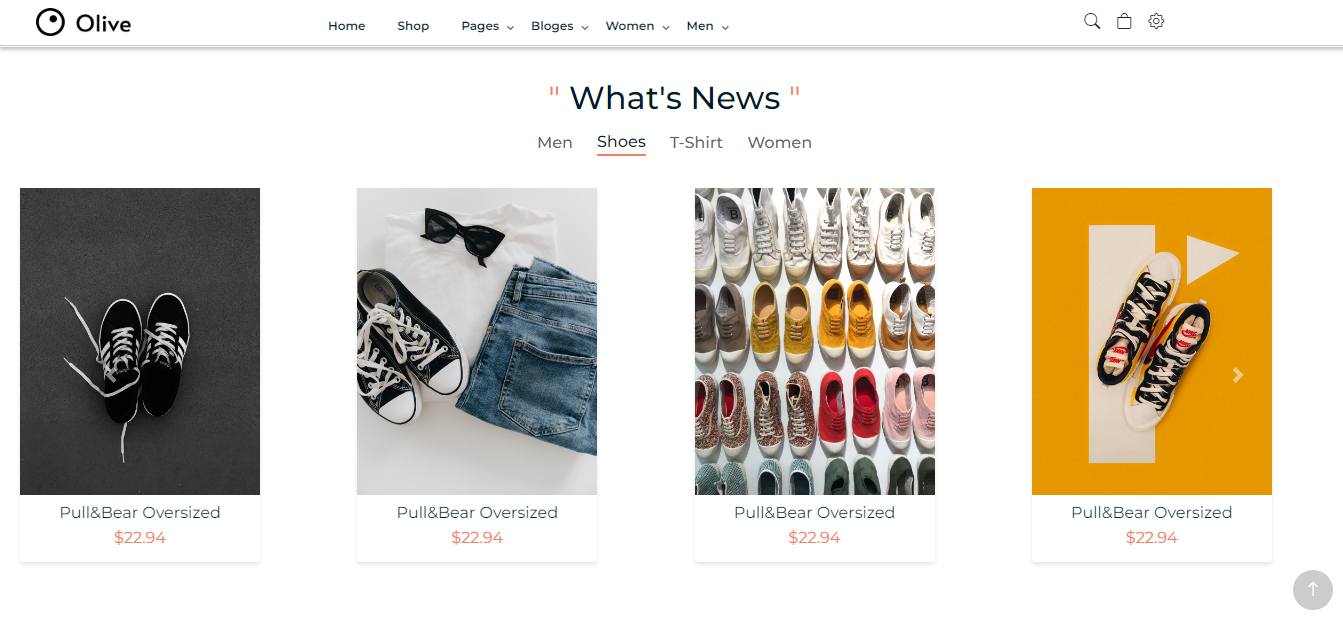 Olive
Home Shop Pages Bloges Women Men
" What's News "
Men Shoes T-Shirt Women
Pull&Bear Oversized Pull&Bear Oversized Pull&Bear Oversized Pull&Bear Oversized
$22.94 $22.94 $22.94 $22.94